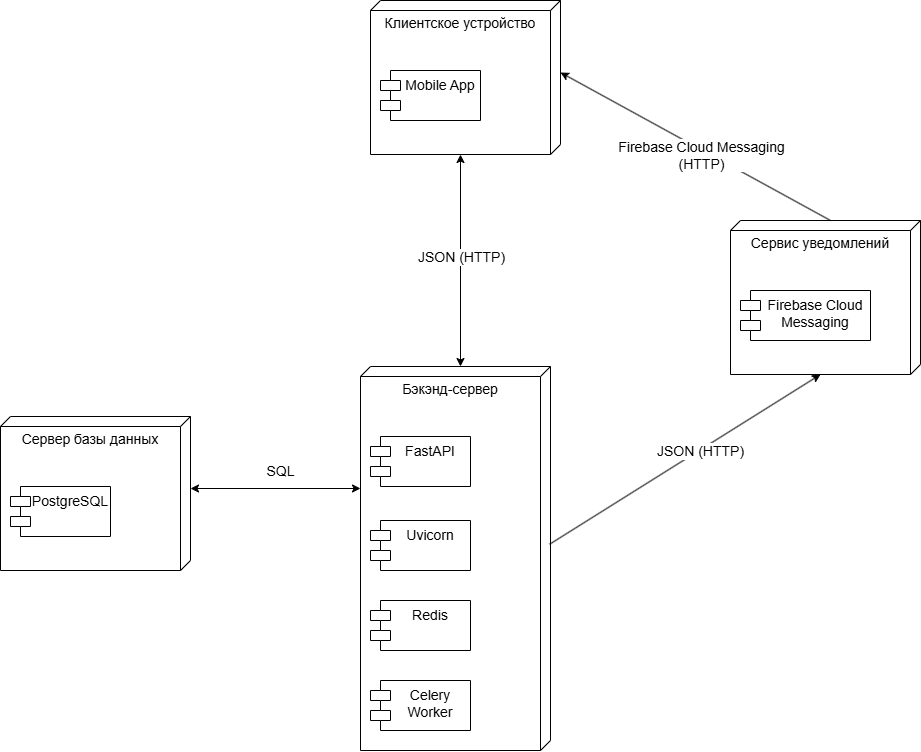 Клиентское устройство
Mobile App
Firebase Cloud Messaging
(HTTP)
JSON (HTTP)
Сервис уведомлений
Firebase Cloud
Messaging
Бэкэнд-сервер
Сервер базы данных
FastAPI
JSON (HTTP)
SQL
PostgreSQL
Uvicorn
Redis
Celery
Worker